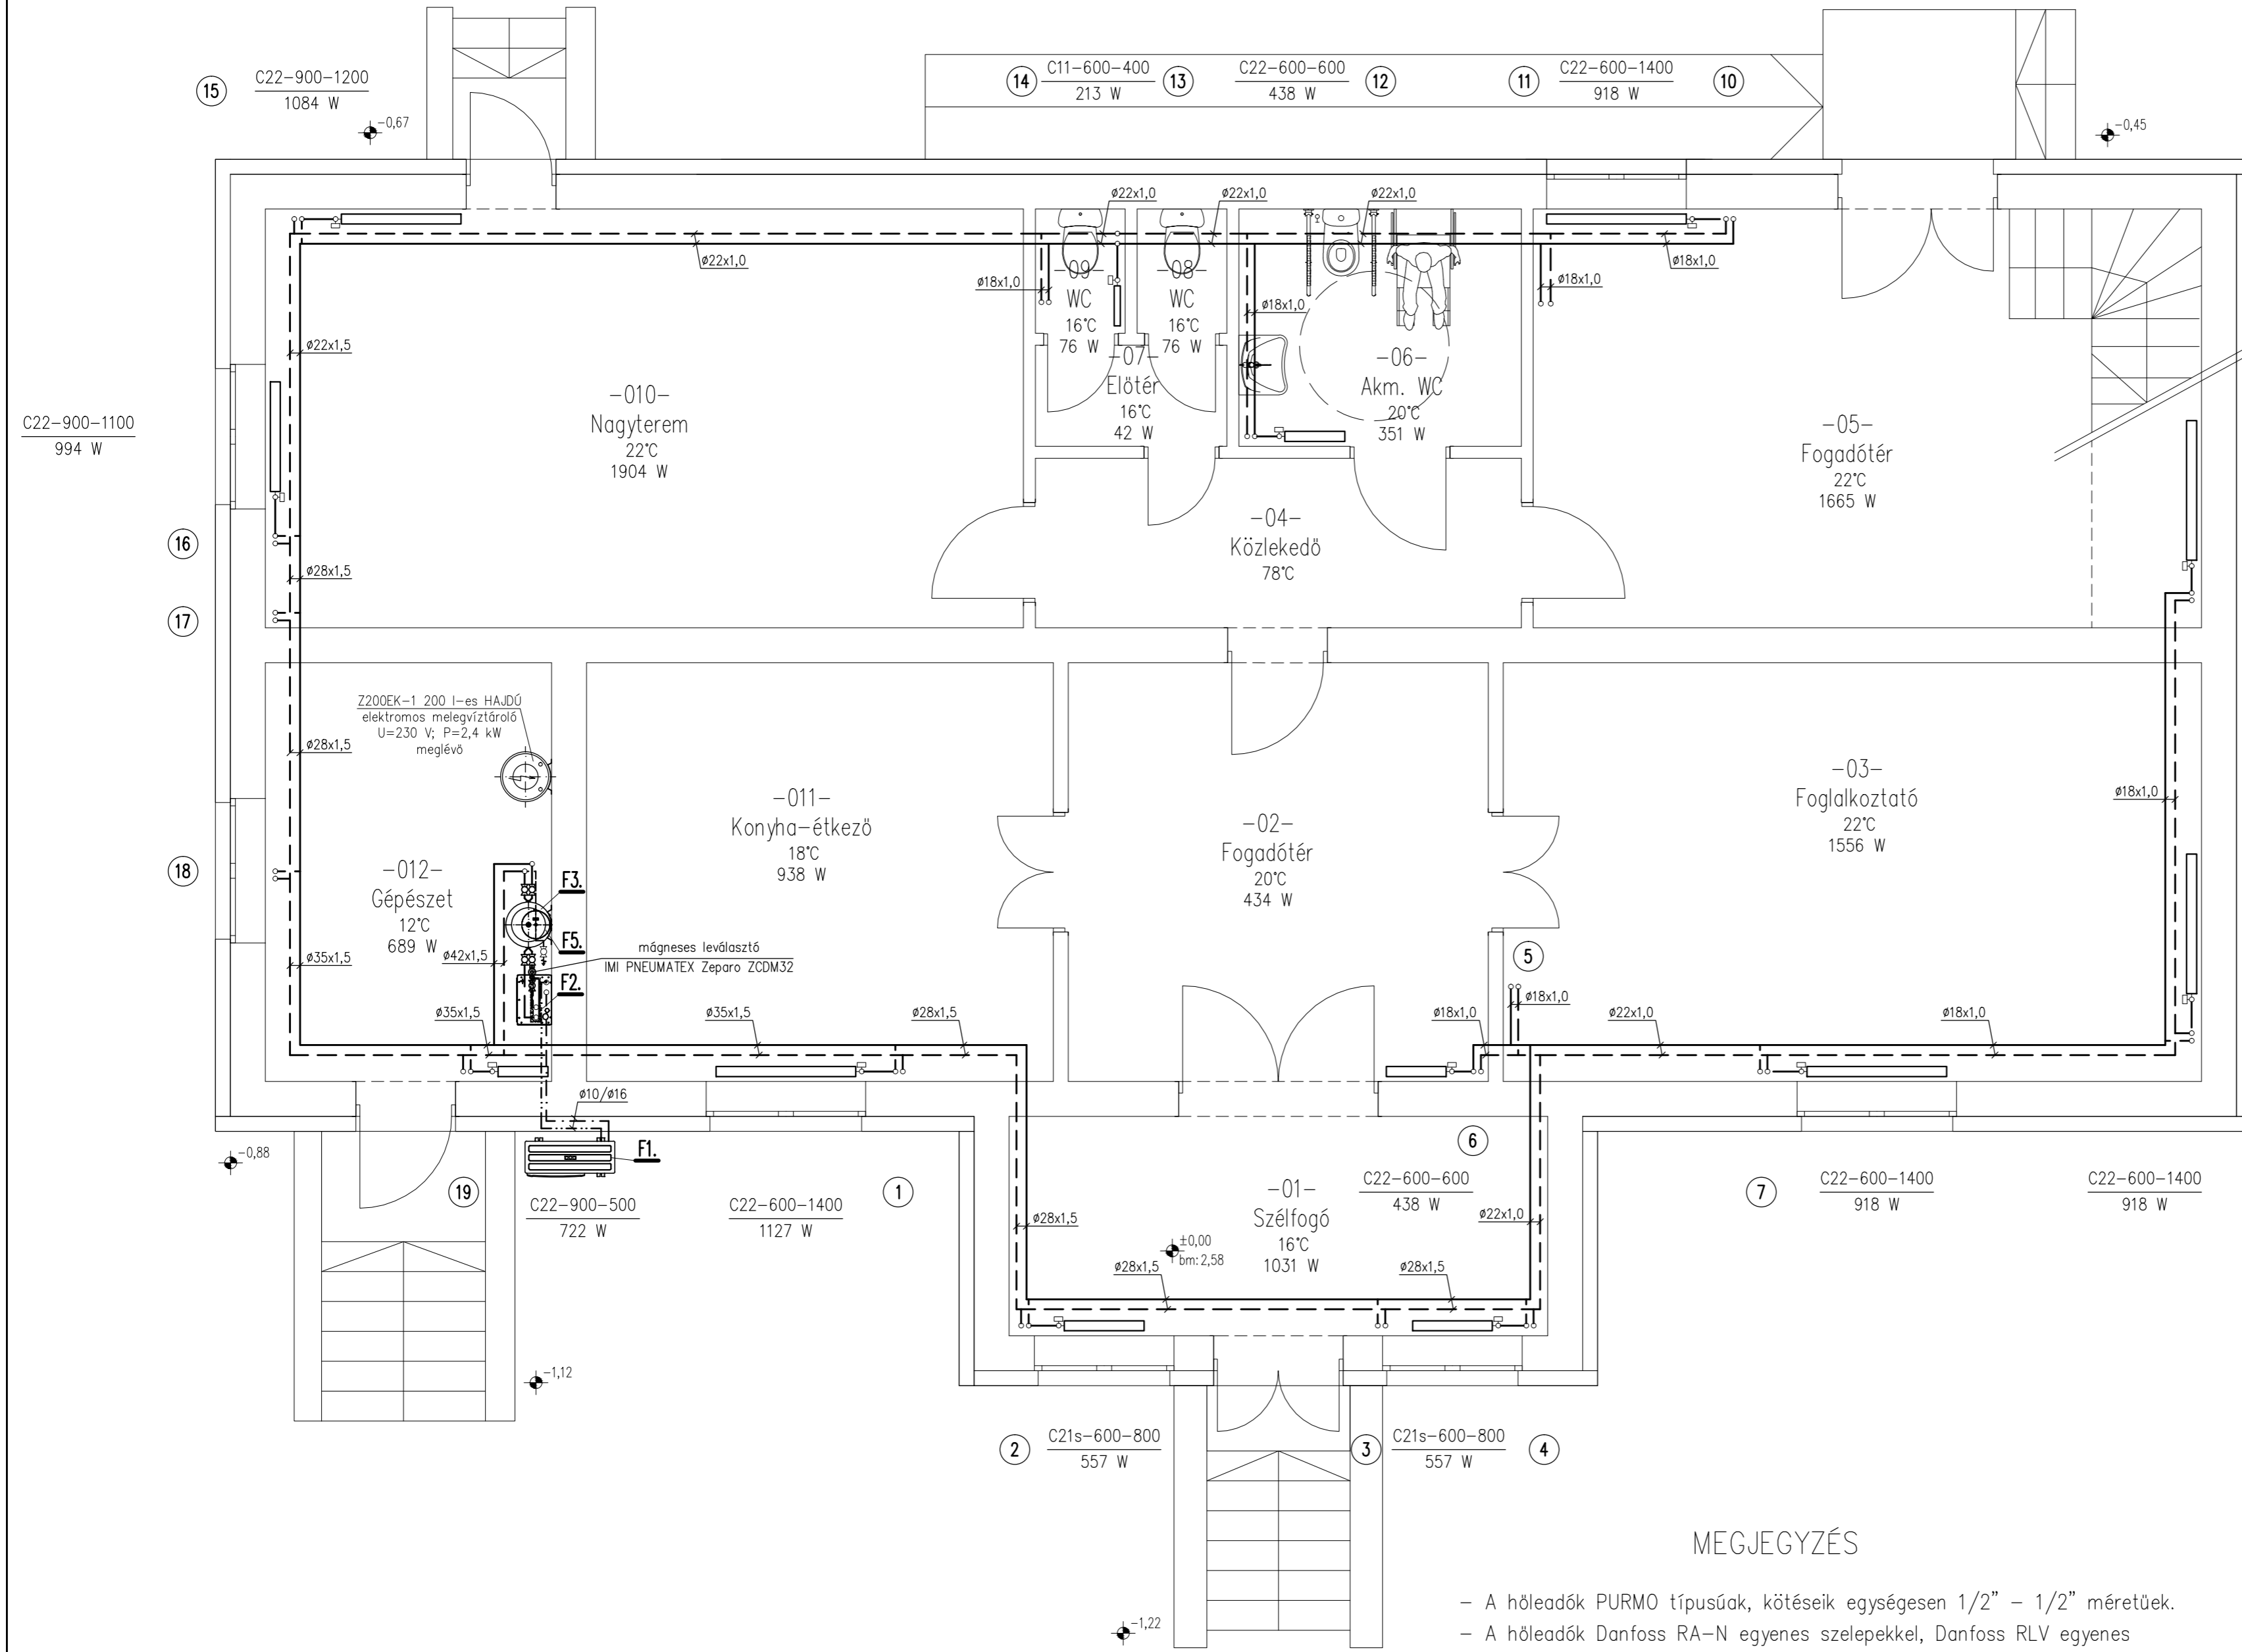 15
C22-900-1200
1084 W
-0,67
14
C11-600-400
213 W
13
C22-600-600
438 W
12
11
C22-600-1400
918 W
10
-0,45
ø22x1,0
ø22x1,0
ø22x1,0
ø22x1,0
ø18x1,0
ø18x1,0
ø18x1,0
ø18x1,0
-09-
WC
16°C
76 W
-08-
WC
16°C
76 W
-07-
Előtér
16°C
42 W
-06-
Akm. WC
20°C
351 W
ø22x1,5
C22-900-1100
994 W
-010-
Nagyterem
22°C
1904 W
-05-
Fogadótér
22°C
1665 W
-04-
Közlekedő
78°C
16
ø28x1,5
17
Z200EK-1 200 l-es HAJDÚ
elektromos melegvíztároló
U=230 V; P=2,4 kW
meglévő
ø28x1,5
-011-
Konyha-étkező
18°C
938 W
-02-
Fogadótér
20°C
434 W
-03-
Foglalkoztató
22°C
1556 W
ø18x1,0
18
-012-
Gépészet
12°C
689 W
F3.
F5.
F2.
mágneses leválasztó
IMI PNEUMATEX Zeparo ZCDM32
ø35x1,5
ø42x1,5
5
ø18x1,0
ø35x1,5
ø35x1,5
ø28x1,5
ø18x1,0
ø22x1,0
ø18x1,0
ø10/ø16
F1.
-0,88
19
C22-900-500
722 W
C22-600-1400
1127 W
1
6
C22-600-600
438 W
-01-
Szélfogó
16°C
1031 W
±0,00
bm:2,58
ø28x1,5
ø22x1,0
ø28x1,5
ø28x1,5
7
C22-600-1400
918 W
C22-600-1400
918 W
-1,12
2
C21s-600-800
557 W
3
C21s-600-800
557 W
4
-1,22
MEGJEGYZÉS
- A hőleadók PURMO típusúak, kötéseik egységesen 1/2" - 1/2" méretűek.
- A hőleadók Danfoss RA-N egyenes szelepekkel, Danfoss RLV egyenes